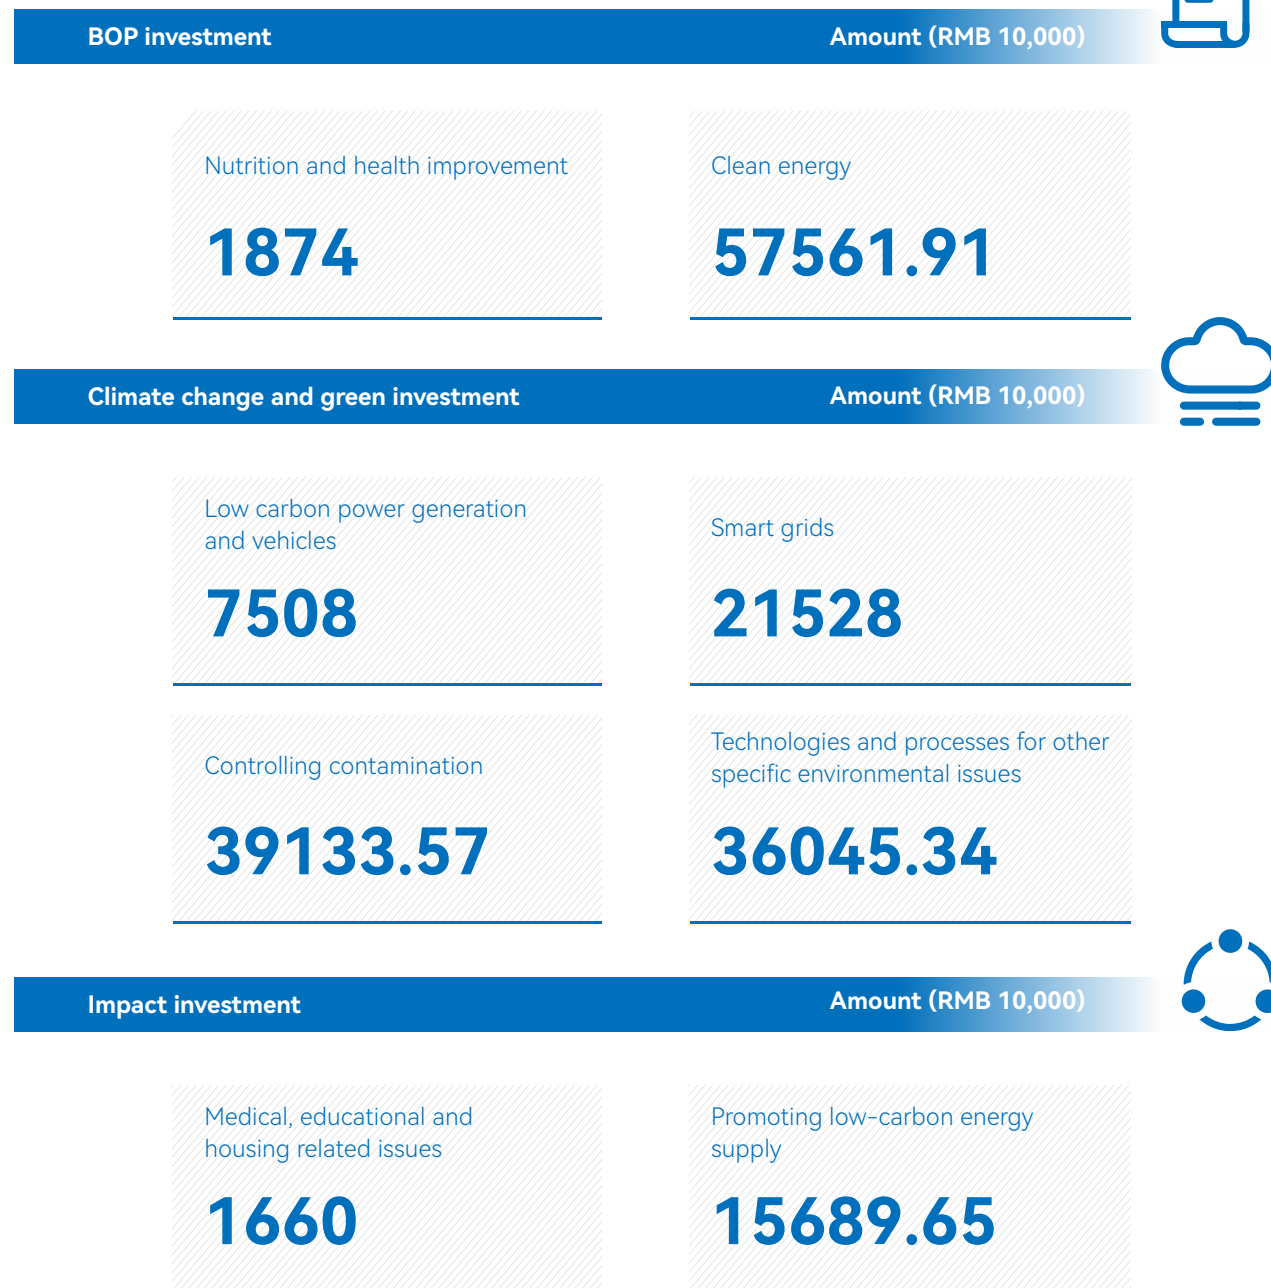 BOP investment Amount (RMB 10,000)
Nutrition and health improvement
1874
Clean energy
57561.91
Climate change and green investment Amount (RMB 10,000)
Low carbon power generation
and vehicles
7508
Smart grids
21528
Controlling contamination
39133.57
Technologies and processes for other
specific environmental issues
36045.34
Impact investment Amount (RMB 10,000)
Medical, educational and
housing related issues
1660
Promoting low-carbon energy
supply
15689.65